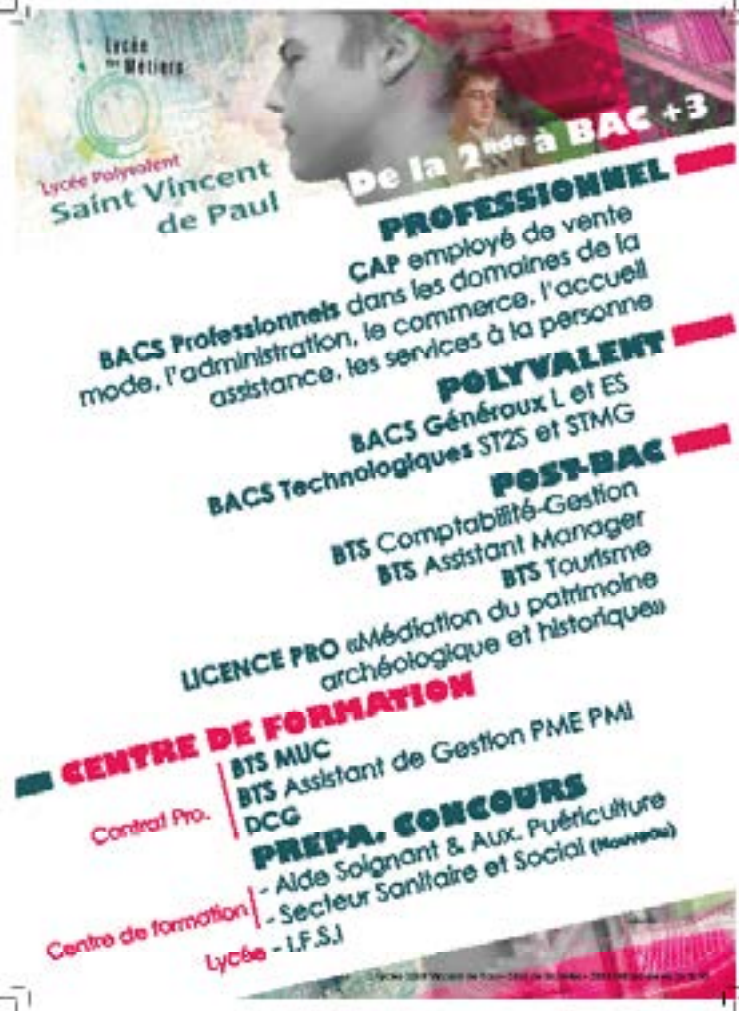 Lycée
des Métiers
Lycée Polyvalent
Saint Vincent
de Paul
De la 2nde à BAC +3
PROFESSIONNEL
CAP employé de vente
BACS Professionnels dans les domaines de la
mode, l'administration, le commerce, l'accueil
assistance, les services à la personne
POLYVALENT
BACS Généraux L et ES
BACS Technologiques ST2S et STMG
POST-BAC
BTS Comptabilité-Gestion
BTS Assistant Manager
BTS Tourisme
LICENCE PRO «Médiation du patrimoine
archéologique et historique»
CENTRE DE FORMATION
Contrat Pro.
BTS MUC
BTS Assistant de Gestion PME PMI
DCG
PREPA. CONCOURS
Centre de formation
- Aide Soignant & Aux. Puériculture
- Secteur Sanitaire et Social (Nouveau)
Lycée - I.F.S.I